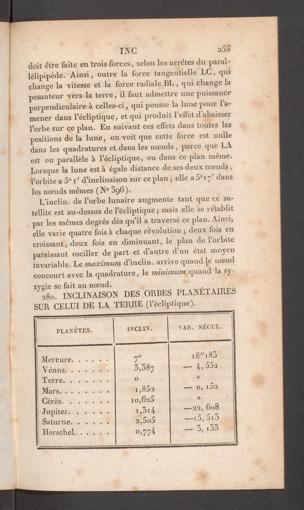 INC 255
doit être faite en trois forces, selon les arrêtes du paral-
lèlipipède. Ainsi, outre la force tangentielle LC, qui
change la vitesse et la force radiale BL, qui change la
pesanteur vers la terre, il faut admettre une puissance
perpendiculaire à celles-ci, qui pousse la lune pour l'a-
mener dans l'écliptique, et qui produit l'effet d'abaisser
l'orbe sur ce plan. En suivant ces effets dans toutes les
positions de la lune, on voit que cette force est nulle
dans les quadratures et dans les nœuds, parce que LA
est ou parallèle à l'écliptique, ou dans ce plan même.
Lorsque la lune est à égale distance de ses deux nœuds,
l'orbite a 5° 1' d'inclinaison sur ce plan; elle a 5°17' dans
les nœuds mêmes (N° 396).
L'inclin. de l'orbe lunaire augmente tant que ce sa-
tellite est au-dessus de l'écliptique; mais elle se rétablit
par les mêmes degrés dès qu'il a traversé ce plan. Ainsi,
elle varie quatre fois à chaque révolution; deux fois en
croissant, deux fois en diminuant, le plan de l'orbite
paraissant osciller de part et d'autre d'un état moyen
invariable. Le maximum d'inclin. arrive quand le nœud
concourt avec la quadrature, le minimum quand la sy-
zygie se fait au nœud.
280. INCLINAISON DES ORBES PLANÉTAIRES
SUR CELUI DE LA TERRE (l'écliptique).
PLANÈTES. INCLIN. VAR. SÉCUL.
Mercure. . . . . . 7° 18"183
Vénus. . . . . . . 3,387 — 4,552
Terre. . . . . . . 0 »
Mars. . . . . . . 1,852 — 0,152
Cérès. . . . . . . 10,625 »
Jupiter. . . . . . 1,314 —22,608
Saturne. . . . . . 2,503 —15,513
Herschel. . . . . 0,774 — 3,133